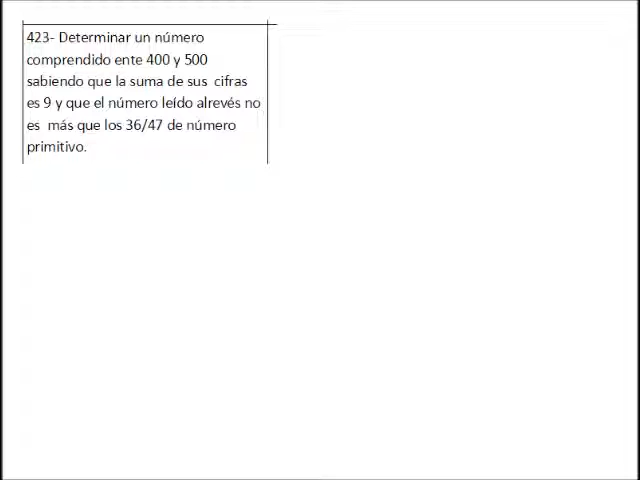 423- Determinar un número
comprendido ente 400 y 500
sabiendo que la suma de sus cifras
es 9 y que el número leído alrevés no
es más que los 36/47 de número
primitivo.